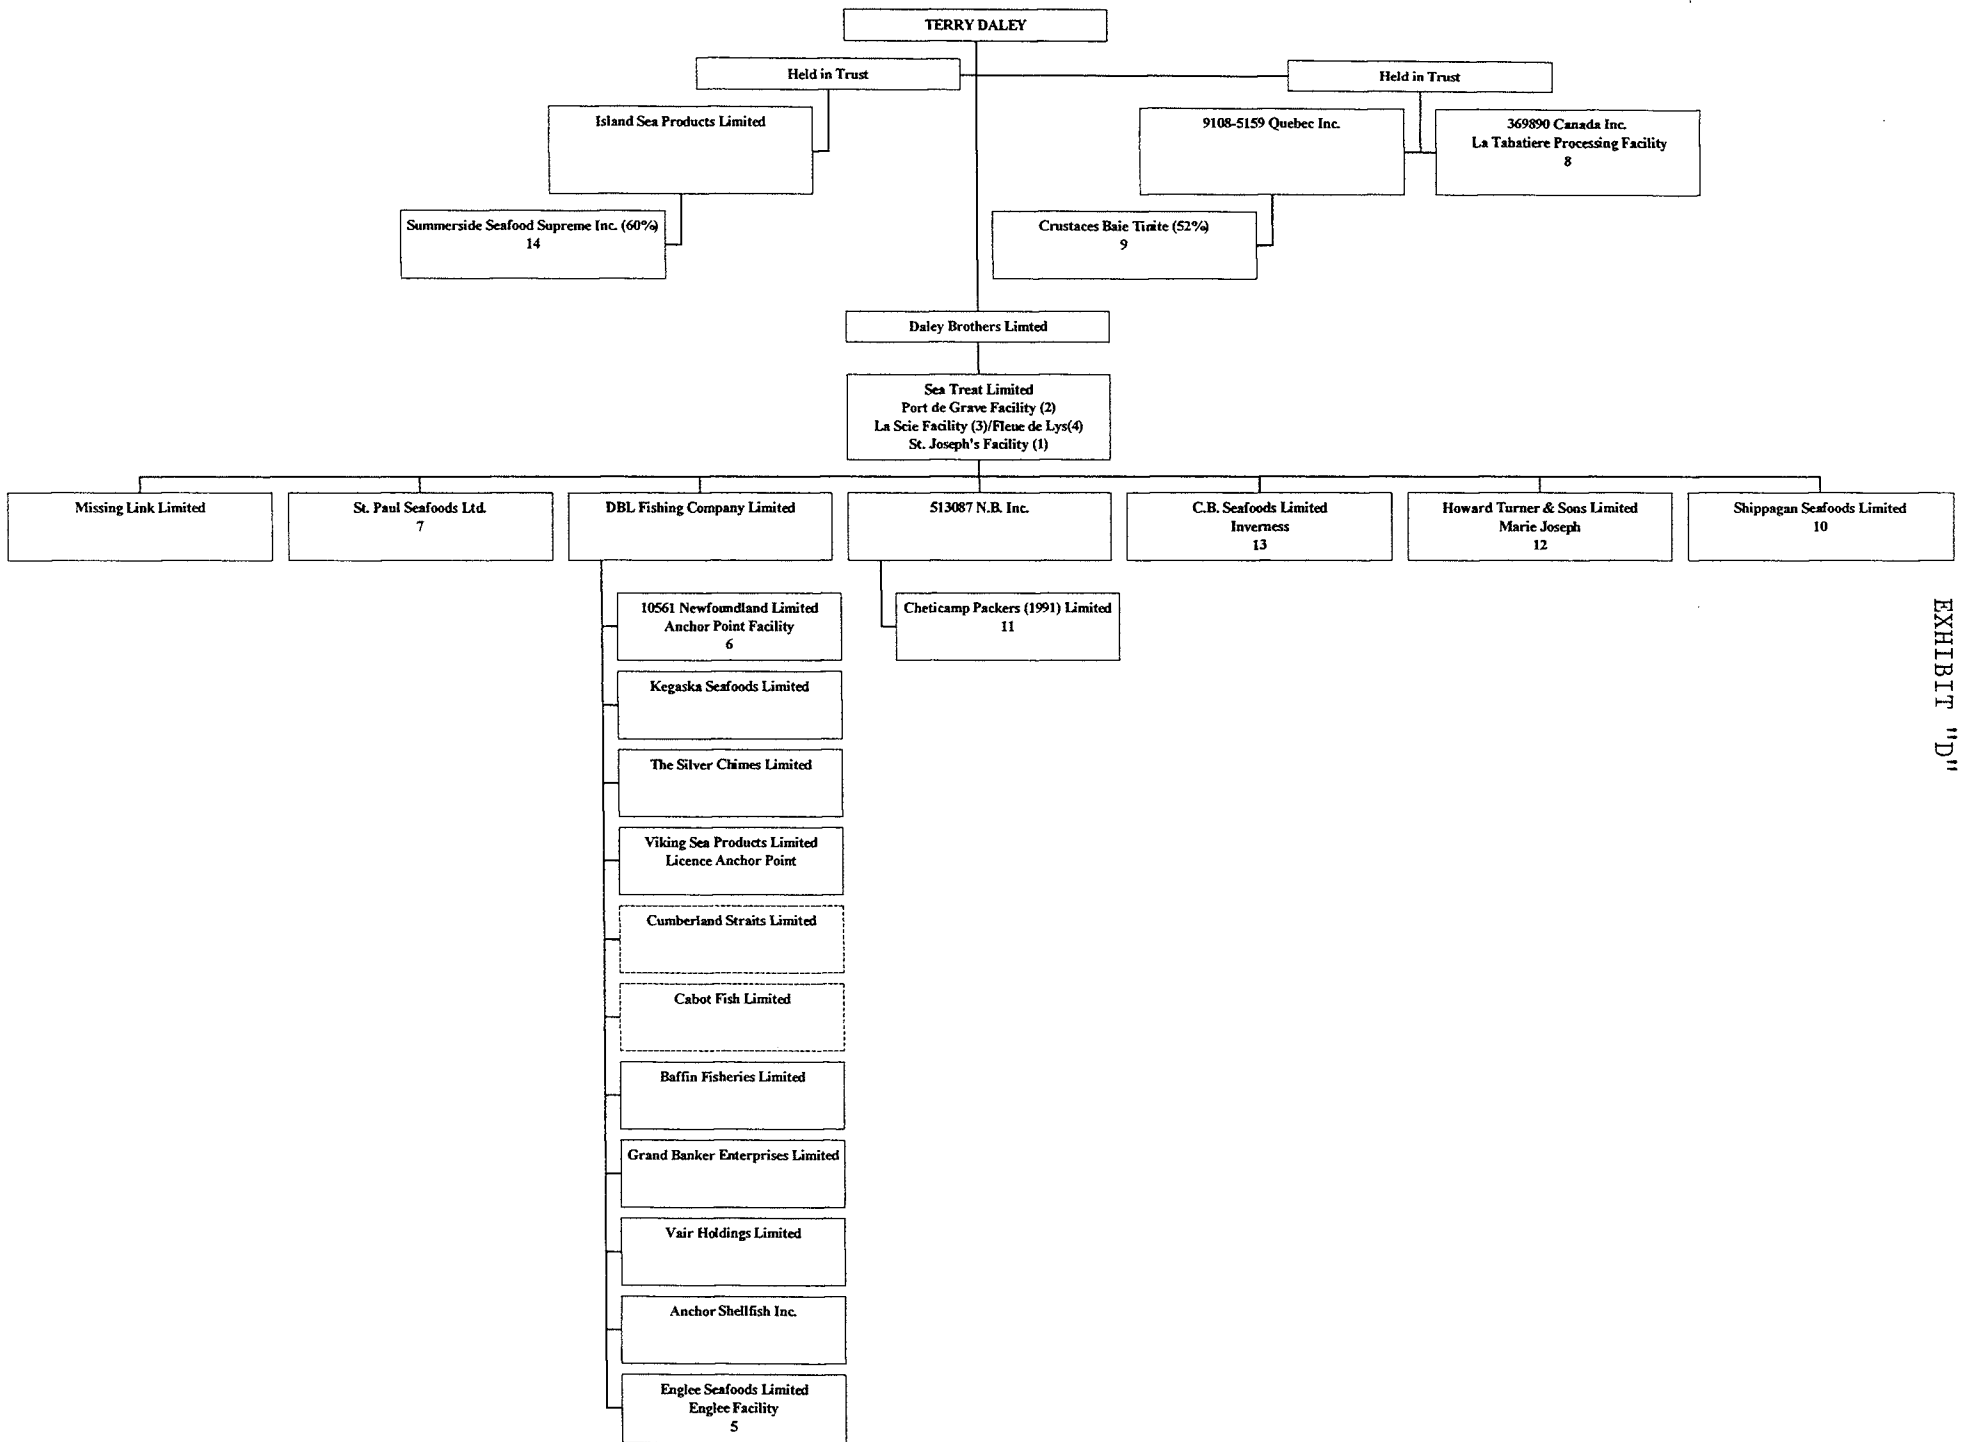 TERRY DALEY
Held in Trust
Held in Trust
Island Sea Products Limited
9108-5159 Quebec Inc.
369890 Canada Inc.
La Tabatiere Processing Facility
8
Summerside Seafood Supreme Inc. (60%)
14
Crustaces Baie Tinite (52%)
9
Daley Brothers Limted
Sea Treat Limited
Port de Grave Facility (2)
La Scie Facility (3)/Fleue de Lys(4)
St. Joseph's Facility (1)
Missing Link Limited
St. Paul Seafoods Ltd.
7
DBL Fishing Company Limited
513087 N.B. Inc.
C.B. Seafoods Limited
Inverness
13
Howard Turner & Sons Limited
Marie Joseph
12
Shippagan Seafoods Limited
10
10561 Newfoundland Limited
Anchor Point Facility
6
Cheticamp Packers (1991) Limited
11
Kegaska Seafoods Limited
The Silver Chimes Limited
Viking Sea Products Limited
Licence Anchor Point
Cumberland Straits Limited
Cabot Fish Limited
Baffin Fisheries Limited
Grand Banker Enterprises Limited
Vair Holdings Limited
Anchor Shellfish Inc.
Englee Seafoods Limited
Englee Facility
5
EXHIBIT "D"